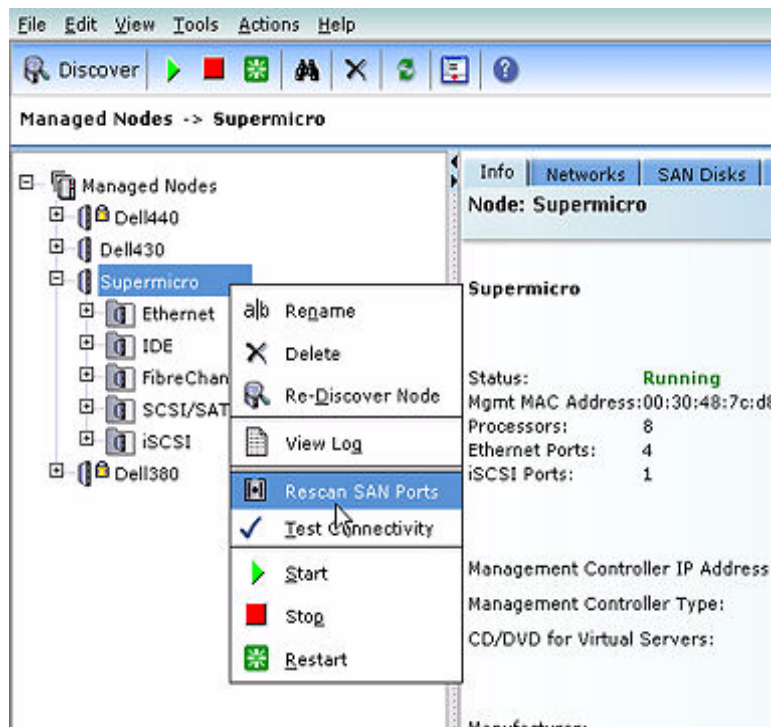 File Edit View Tools Actions Help
Discover
Managed Nodes -> Supermicro
Managed Nodes
Dell440
Dell430
Supermicro
Ethernet
IDE
FibreChan
SCSI/SAT
iSCSI
Dell380
a|b Rename
Delete
Re-Discover Node
View Log
Rescan SAN Ports
Test Connectivity
Start
Stop
Restart
Info Networks SAN Disks
Node: Supermicro
Supermicro
Status: Running
Mgmt MAC Address:00:30:48:7c:d8
Processors: 8
Ethernet Ports: 4
iSCSI Ports: 1
Management Controller IP Address
Management Controller Type:
CD/DVD for Virtual Servers: